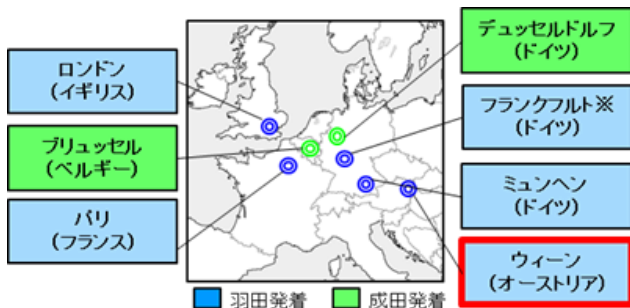 ロンドン
(イギリス)
ブリュッセル
(ベルギー)
パリ
(フランス)
デュッセルドルフ
(ドイツ)
フランクフルト※
(ドイツ)
ミュンヘン
(ドイツ)
ウィーン
(オーストリア)
羽田発着
成田発着